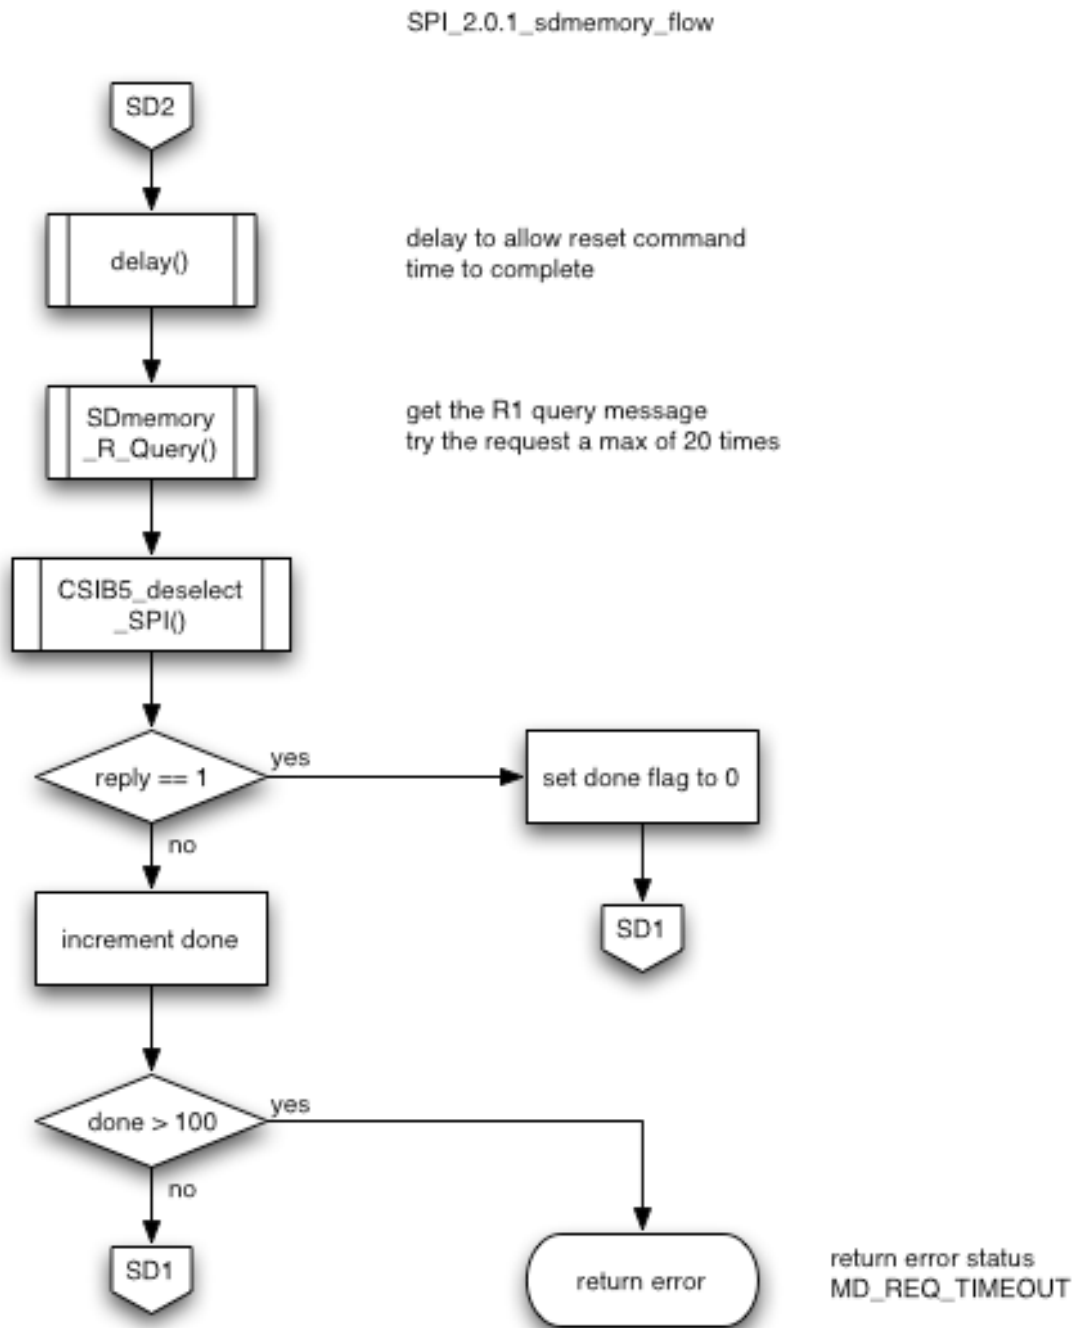 SPI_2.0.1_sdmemory_flow
SD2
delay()
delay to allow reset command
time to complete
SDmemory
_R_Query()
get the R1 query message
try the request a max of 20 times
CSIB5_deselect
_SPI()
reply == 1
yes
set done flag to 0
no
increment done
SD1
done > 100
yes
no
SD1
return error
return error status
MD_REQ_TIMEOUT